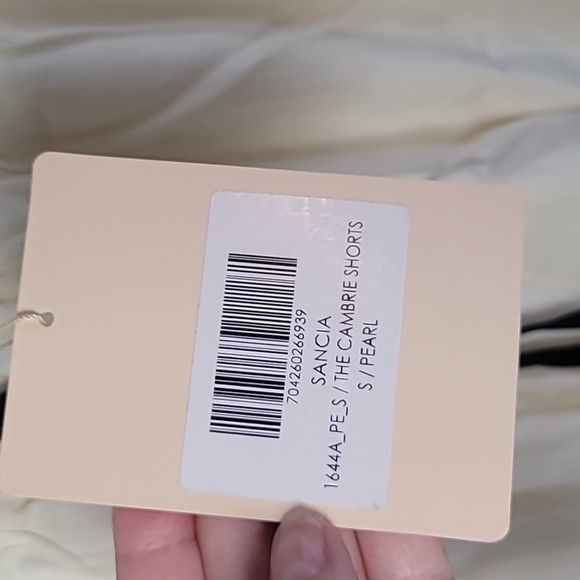 704260266939
SANCIA
1644A_PE_S / THE CAMBRIE SHORTS
S / PEARL